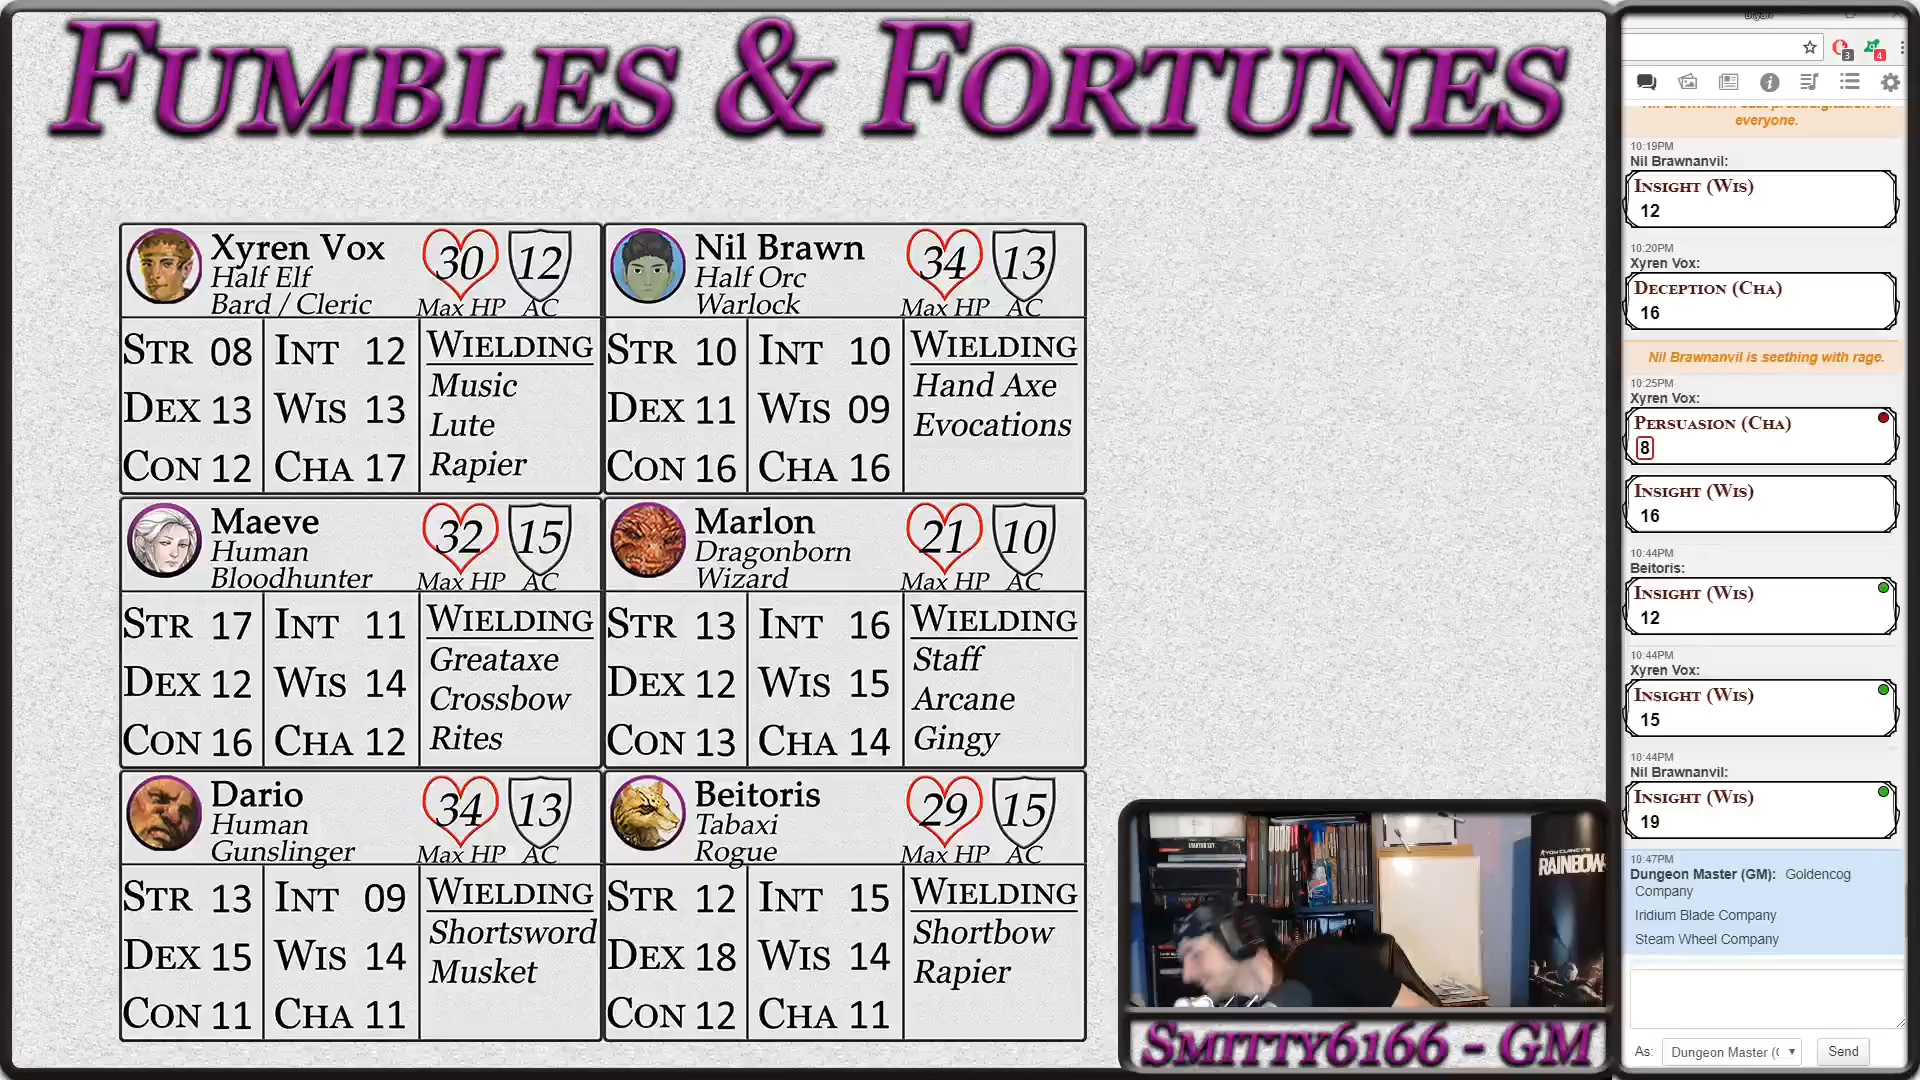 FUMBLES & FORTUNES
Xyren Vox
Half Elf
Bard / Cleric
30
Max HP
12
AC
STR 08
DEX 13
CON 12
INT 12
WIS 13
CHA 17
WIELDING
Music
Lute
Rapier
Nil Brawn
Half Orc
Warlock
34
Max HP
13
AC
STR 10
DEX 11
CON 16
INT 10
WIS 09
CHA 16
WIELDING
Hand Axe
Evocations
Maeve
Human
Bloodhunter
32
Max HP
15
AC
STR 17
DEX 12
CON 16
INT 11
WIS 14
CHA 12
WIELDING
Greataxe
Crossbow
Rites
Marlon
Dragonborn
Wizard
21
Max HP
10
AC
STR 13
DEX 12
CON 13
INT 16
WIS 15
CHA 14
WIELDING
Staff
Arcane
Gingy
Dario
Human
Gunslinger
34
Max HP
13
AC
STR 13
DEX 15
CON 11
INT 09
WIS 14
CHA 11
WIELDING
Shortsword
Musket
Beitoris
Tabaxi
Rogue
29
Max HP
15
AC
STR 12
DEX 18
CON 12
INT 15
WIS 14
CHA 11
WIELDING
Shortbow
Rapier
STARTER SET
TOM CLANCY'S
RAINBOW
SMITTY6166 - GM
3
4
everyone.
10:19PM
Nil Brawnanvil:
INSIGHT (WIS)
12
10:20PM
Xyren Vox:
DECEPTION (CHA)
16
Nil Brawnanvil is seething with rage.
10:25PM
Xyren Vox:
PERSUASION (CHA)
8
INSIGHT (WIS)
16
10:44PM
Beitoris:
INSIGHT (WIS)
12
10:44PM
Xyren Vox:
INSIGHT (WIS)
15
10:44PM
Nil Brawnanvil:
INSIGHT (WIS)
19
10:47PM
Dungeon Master (GM): Goldencog
Company
Iridium Blade Company
Steam Wheel Company
As: Dungeon Master (
Send